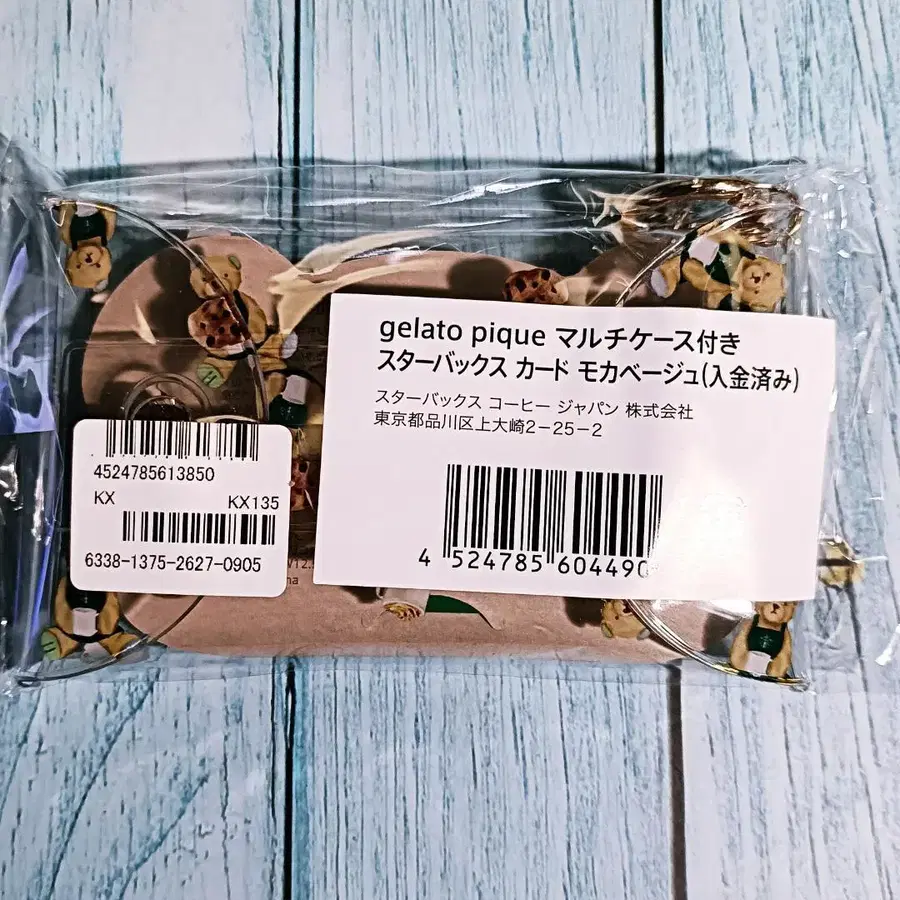 gelato pique マルチケース付き
スターバックス カード モカベージュ(入金済み)
スターバックス コーヒー ジャパン 株式会社
東京都品川区上大崎2-25-2
4 524785 604490
4524785613850
KX KX135
6338-1375-2627-0905